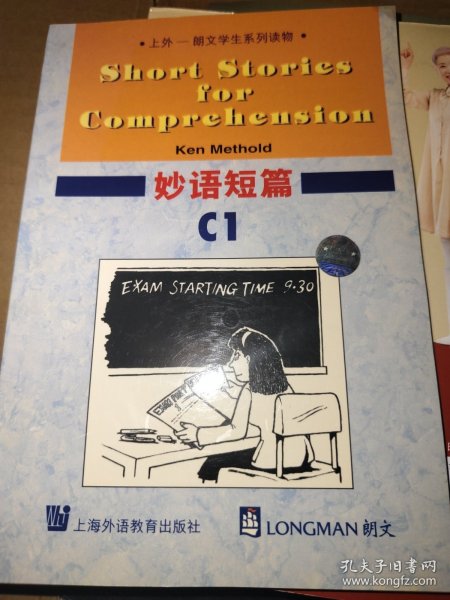 • 上外—朗文学生系列读物 •
Short Stories
for
Comprehension
Ken Methold
妙语短篇
C1
EXAM STARTING TIME 9.30
上海外语教育出版社
LONGMAN 朗文
孔夫子旧书网
www.kongfz.com